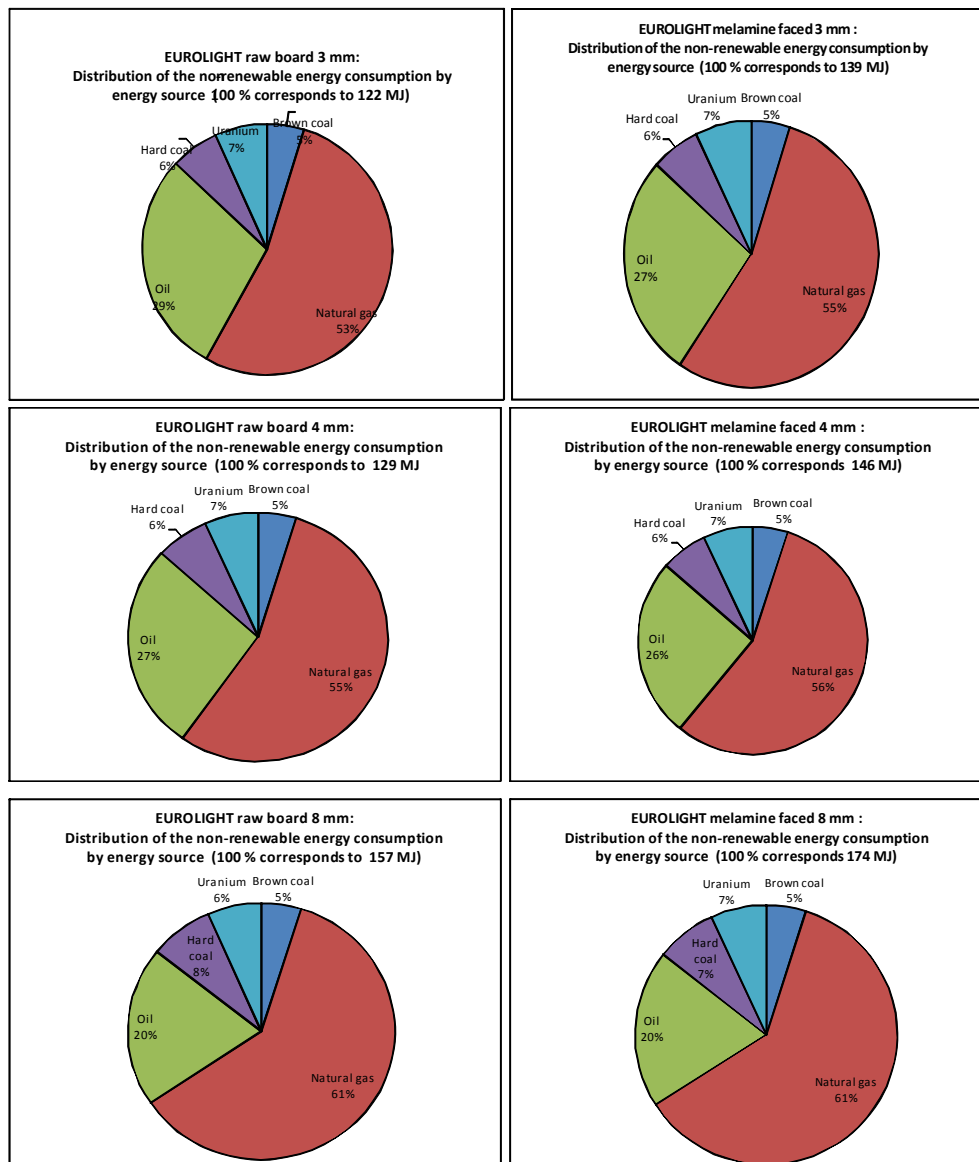 EUROLIGHT raw board 3 mm:
Distribution of the nonrenewable energy consumption by
energy source (100 % corresponds to 122 MJ)
Uranium
7%
Brown coal
5%
Hard coal
6%
Oil
29%
Natural gas
53%
EUROLIGHT melamine faced 3 mm :
Distribution of the non-renewable energy consumption by
energy source (100 % corresponds to 139 MJ)
Uranium
7%
Brown coal
5%
Hard coal
6%
Oil
27%
Natural gas
55%
EUROLIGHT raw board 4 mm:
Distribution of the non-renewable energy consumption
by energy source (100 % corresponds to 129 MJ
Uranium
7%
Brown coal
5%
Hard coal
6%
Oil
27%
Natural gas
55%
EUROLIGHT melamine faced 4 mm :
Distribution of the non-renewable energy consumption
by energy source (100 % corresponds 146 MJ)
Uranium
7%
Brown coal
5%
Hard coal
6%
Oil
26%
Natural gas
56%
EUROLIGHT raw board 8 mm:
Distribution of the non-renewable energy consumption
by energy source (100 % corresponds to 157 MJ)
Uranium
6%
Brown coal
5%
Hard
coal
8%
Oil
20%
Natural gas
61%
EUROLIGHT melamine faced 8 mm :
Distribution of the non-renewable energy consumption
by energy source (100 % corresponds 174 MJ)
Uranium
7%
Brown coal
5%
Hard
coal
7%
Oil
20%
Natural gas
61%